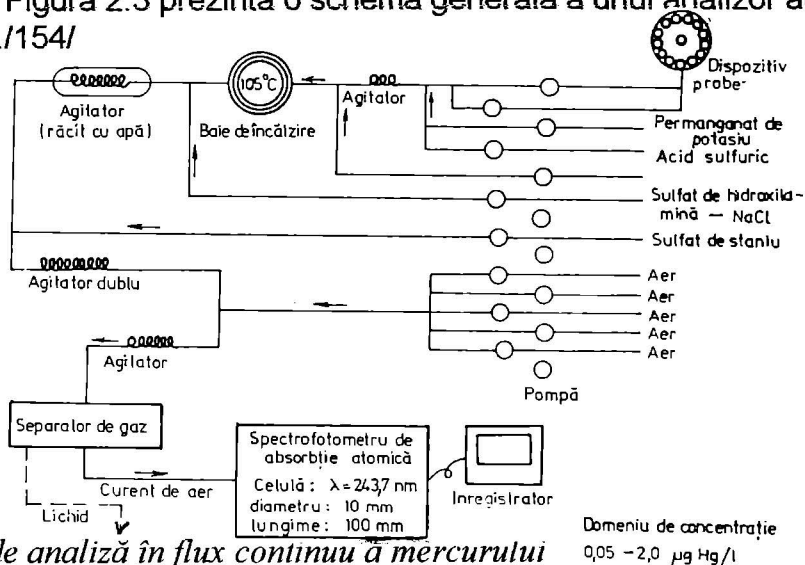 Figura 2.3 prezintă o schemă generală a unui analizor a
./154/
Dispozitiv
probe-
105°C
Agitator
(răcit cu apă)
Baie de încălzire
Agitator
Permanganat de
potasiu
Acid sulfuric
Sulfat de hidroxila-
mină — NaCl
Sulfat de staniu
Agitator dublu
Aer
Aer
Aer
Aer
Aer
Agitator
Pompă
Separator de gaz
Spectrofotometru de
absorbție atomică
Celulă : λ = 243,7 nm
diametru : 10 mm
lungime : 100 mm
Curent de aer
Inregistrator
Lichid
Domeniu de concentrație
0,05 – 2,0 μg Hg/l
de analiză în flux continuu a mercurului